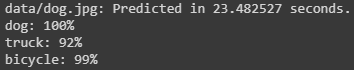 data/dog.jpg: Predicted in 23.482527 seconds.
dog: 100%
truck: 92%
bicycle: 99%